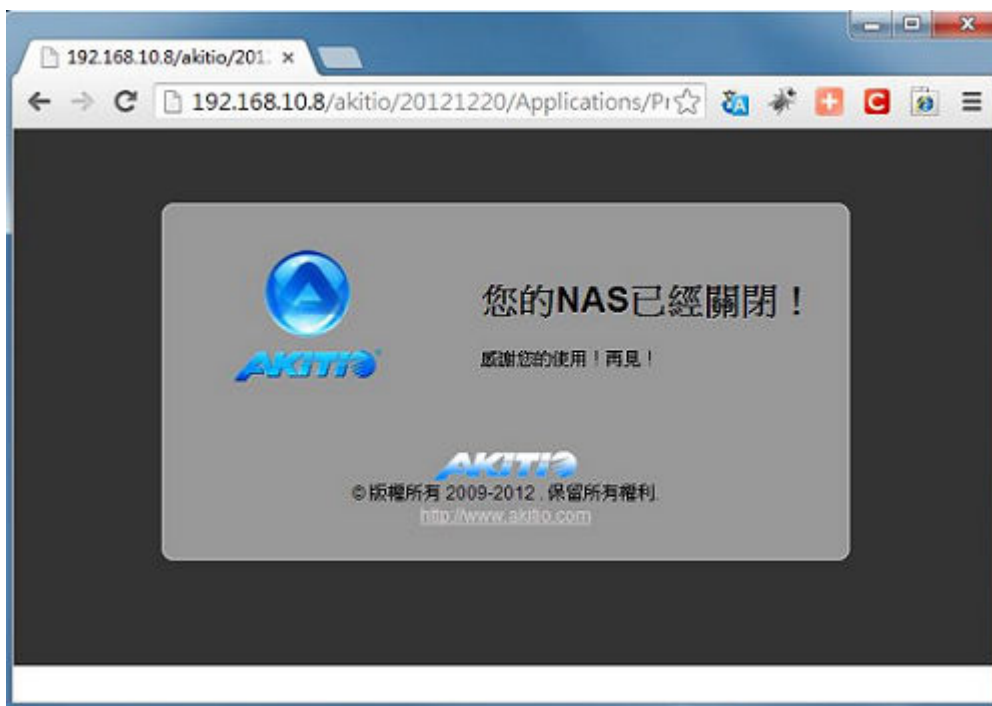 192.168.10.8/akitio/201
192.168.10.8/akitio/20121220/Applications/Pr
您的NAS已經關閉！
AKITIO
感謝您的使用！再見！
AKITIO
©版權所有 2009-2012 . 保留所有權利.
http://www.akitio.com